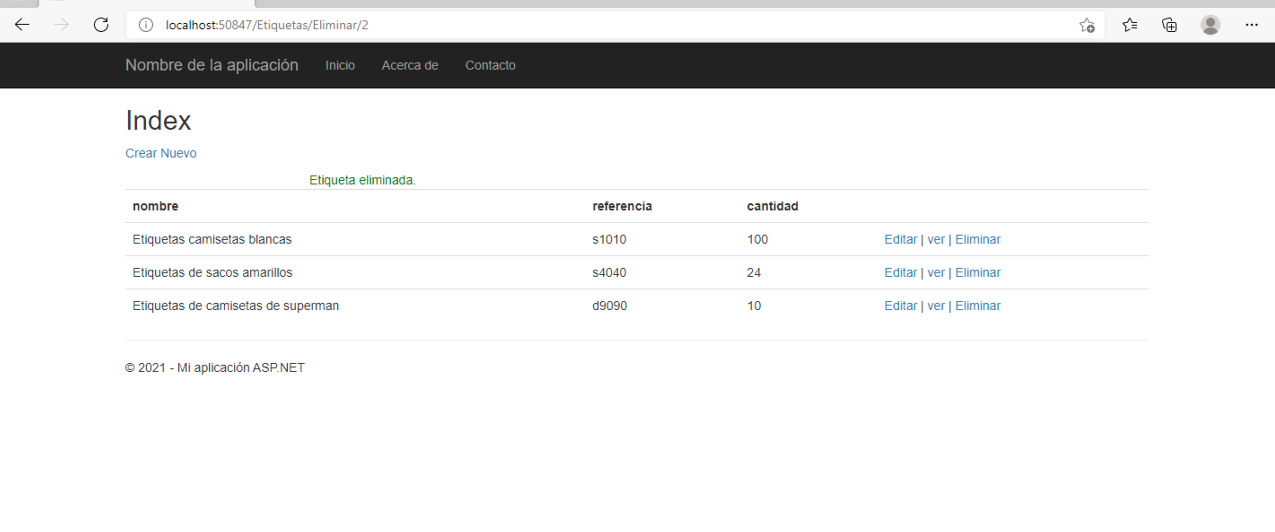 localhost:50847/Etiquetas/Eliminar/2
Nombre de la aplicación Inicio Acerca de Contacto
Index
Crear Nuevo
Etiqueta eliminada.
nombre referencia cantidad
Etiquetas camisetas blancas s1010 100 Editar | ver | Eliminar
Etiquetas de sacos amarillos s4040 24 Editar | ver | Eliminar
Etiquetas de camisetas de superman d9090 10 Editar | ver | Eliminar
© 2021 - Mi aplicación ASP.NET